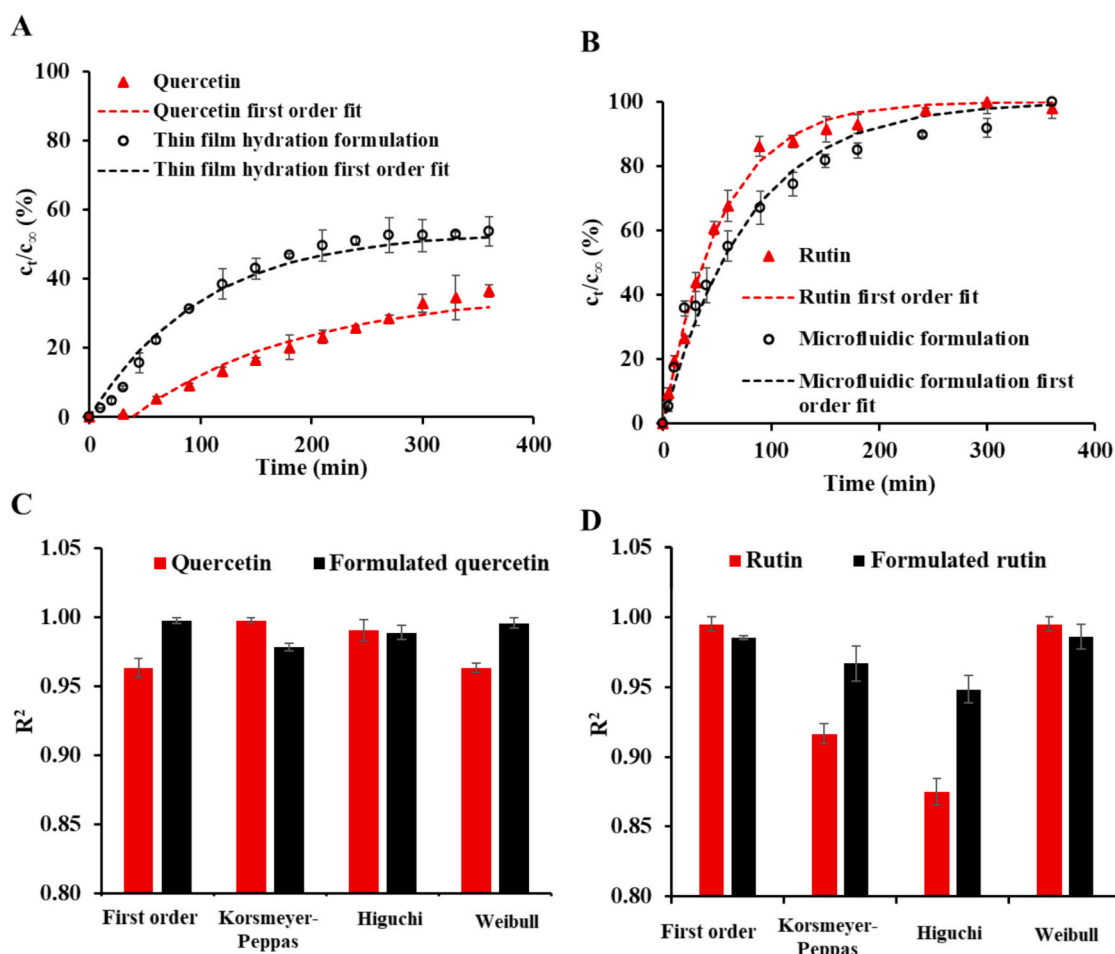 A
100
80
60
40
20
0
c_t/c_∞ (%)
Quercetin
Quercetin first order fit
Thin film hydration formulation
Thin film hydration first order fit
0 100 200 300 400
Time (min)
B
100
80
60
40
20
0
c_t/c_∞ (%)
Rutin
Rutin first order fit
Microfluidic formulation
Microfluidic formulation first
order fit
0 100 200 300 400
Time (min)
C
1.05
1.00
0.95
0.90
0.85
0.80
R²
Quercetin Formulated quercetin
First order Korsmeyer- Higuchi Weibull
Peppas
D
1.05
1.00
0.95
0.90
0.85
0.80
R²
Rutin Formulated rutin
First order Korsmeyer- Higuchi Weibull
Peppas